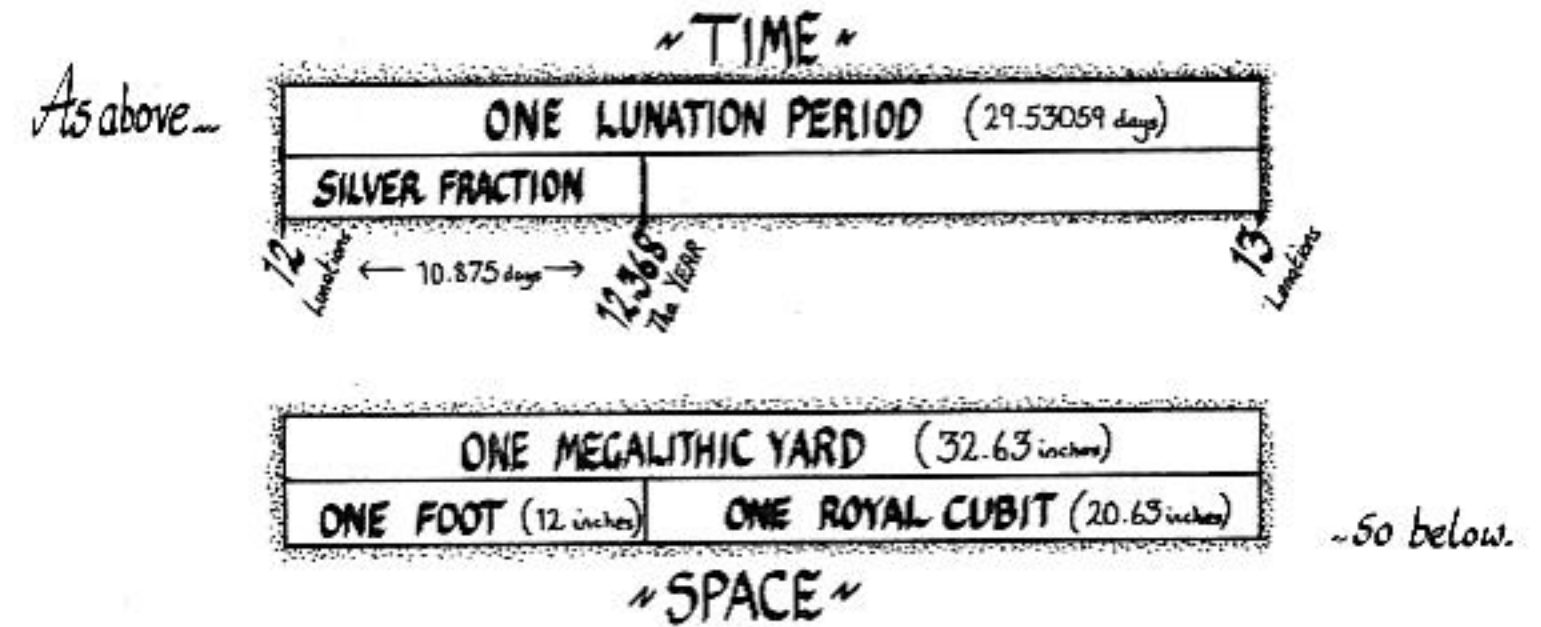 ~ TIME ~
As above~
ONE LUNATION PERIOD (29.53059 days)
SILVER FRACTION
12 Lunations
← 10.875 days →
12.368 The YEAR
13 Lunations
ONE MEGALITHIC YARD (32.63 inches)
ONE FOOT (12 inches)
ONE ROYAL CUBIT (20.63 inches)
~so below.
~ SPACE ~